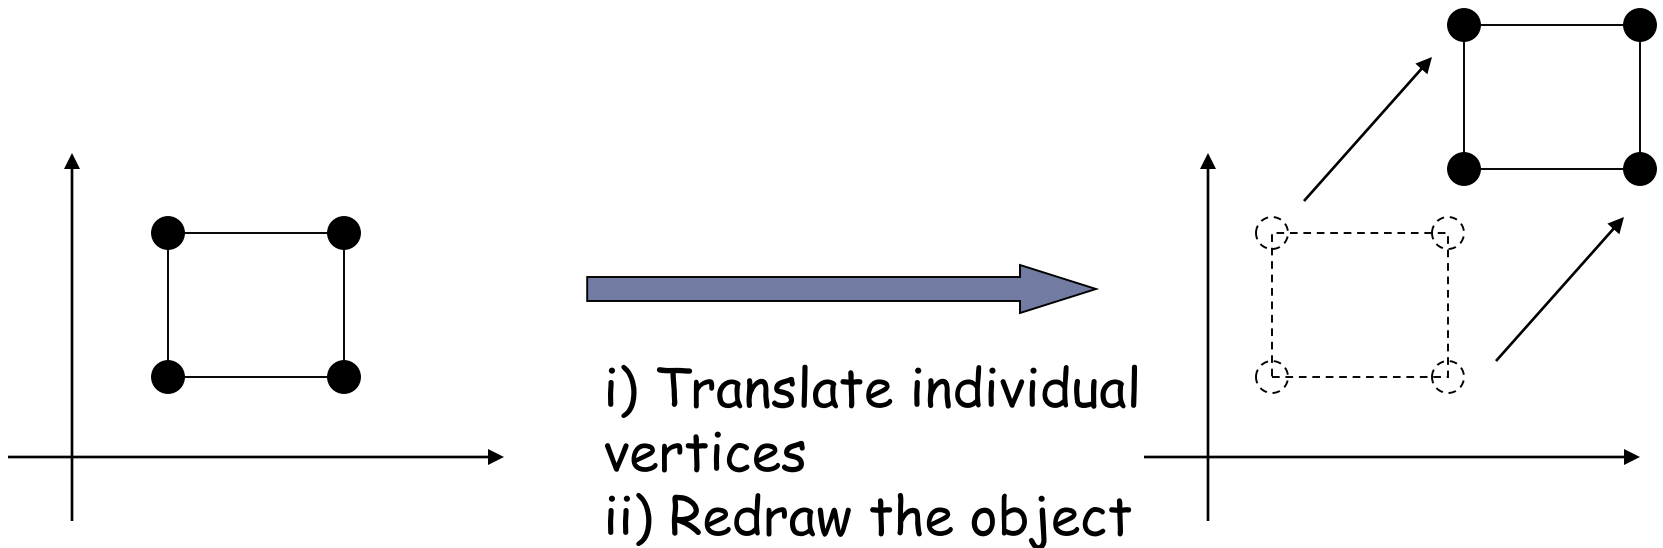 i) Translate individual
vertices
ii) Redraw the object